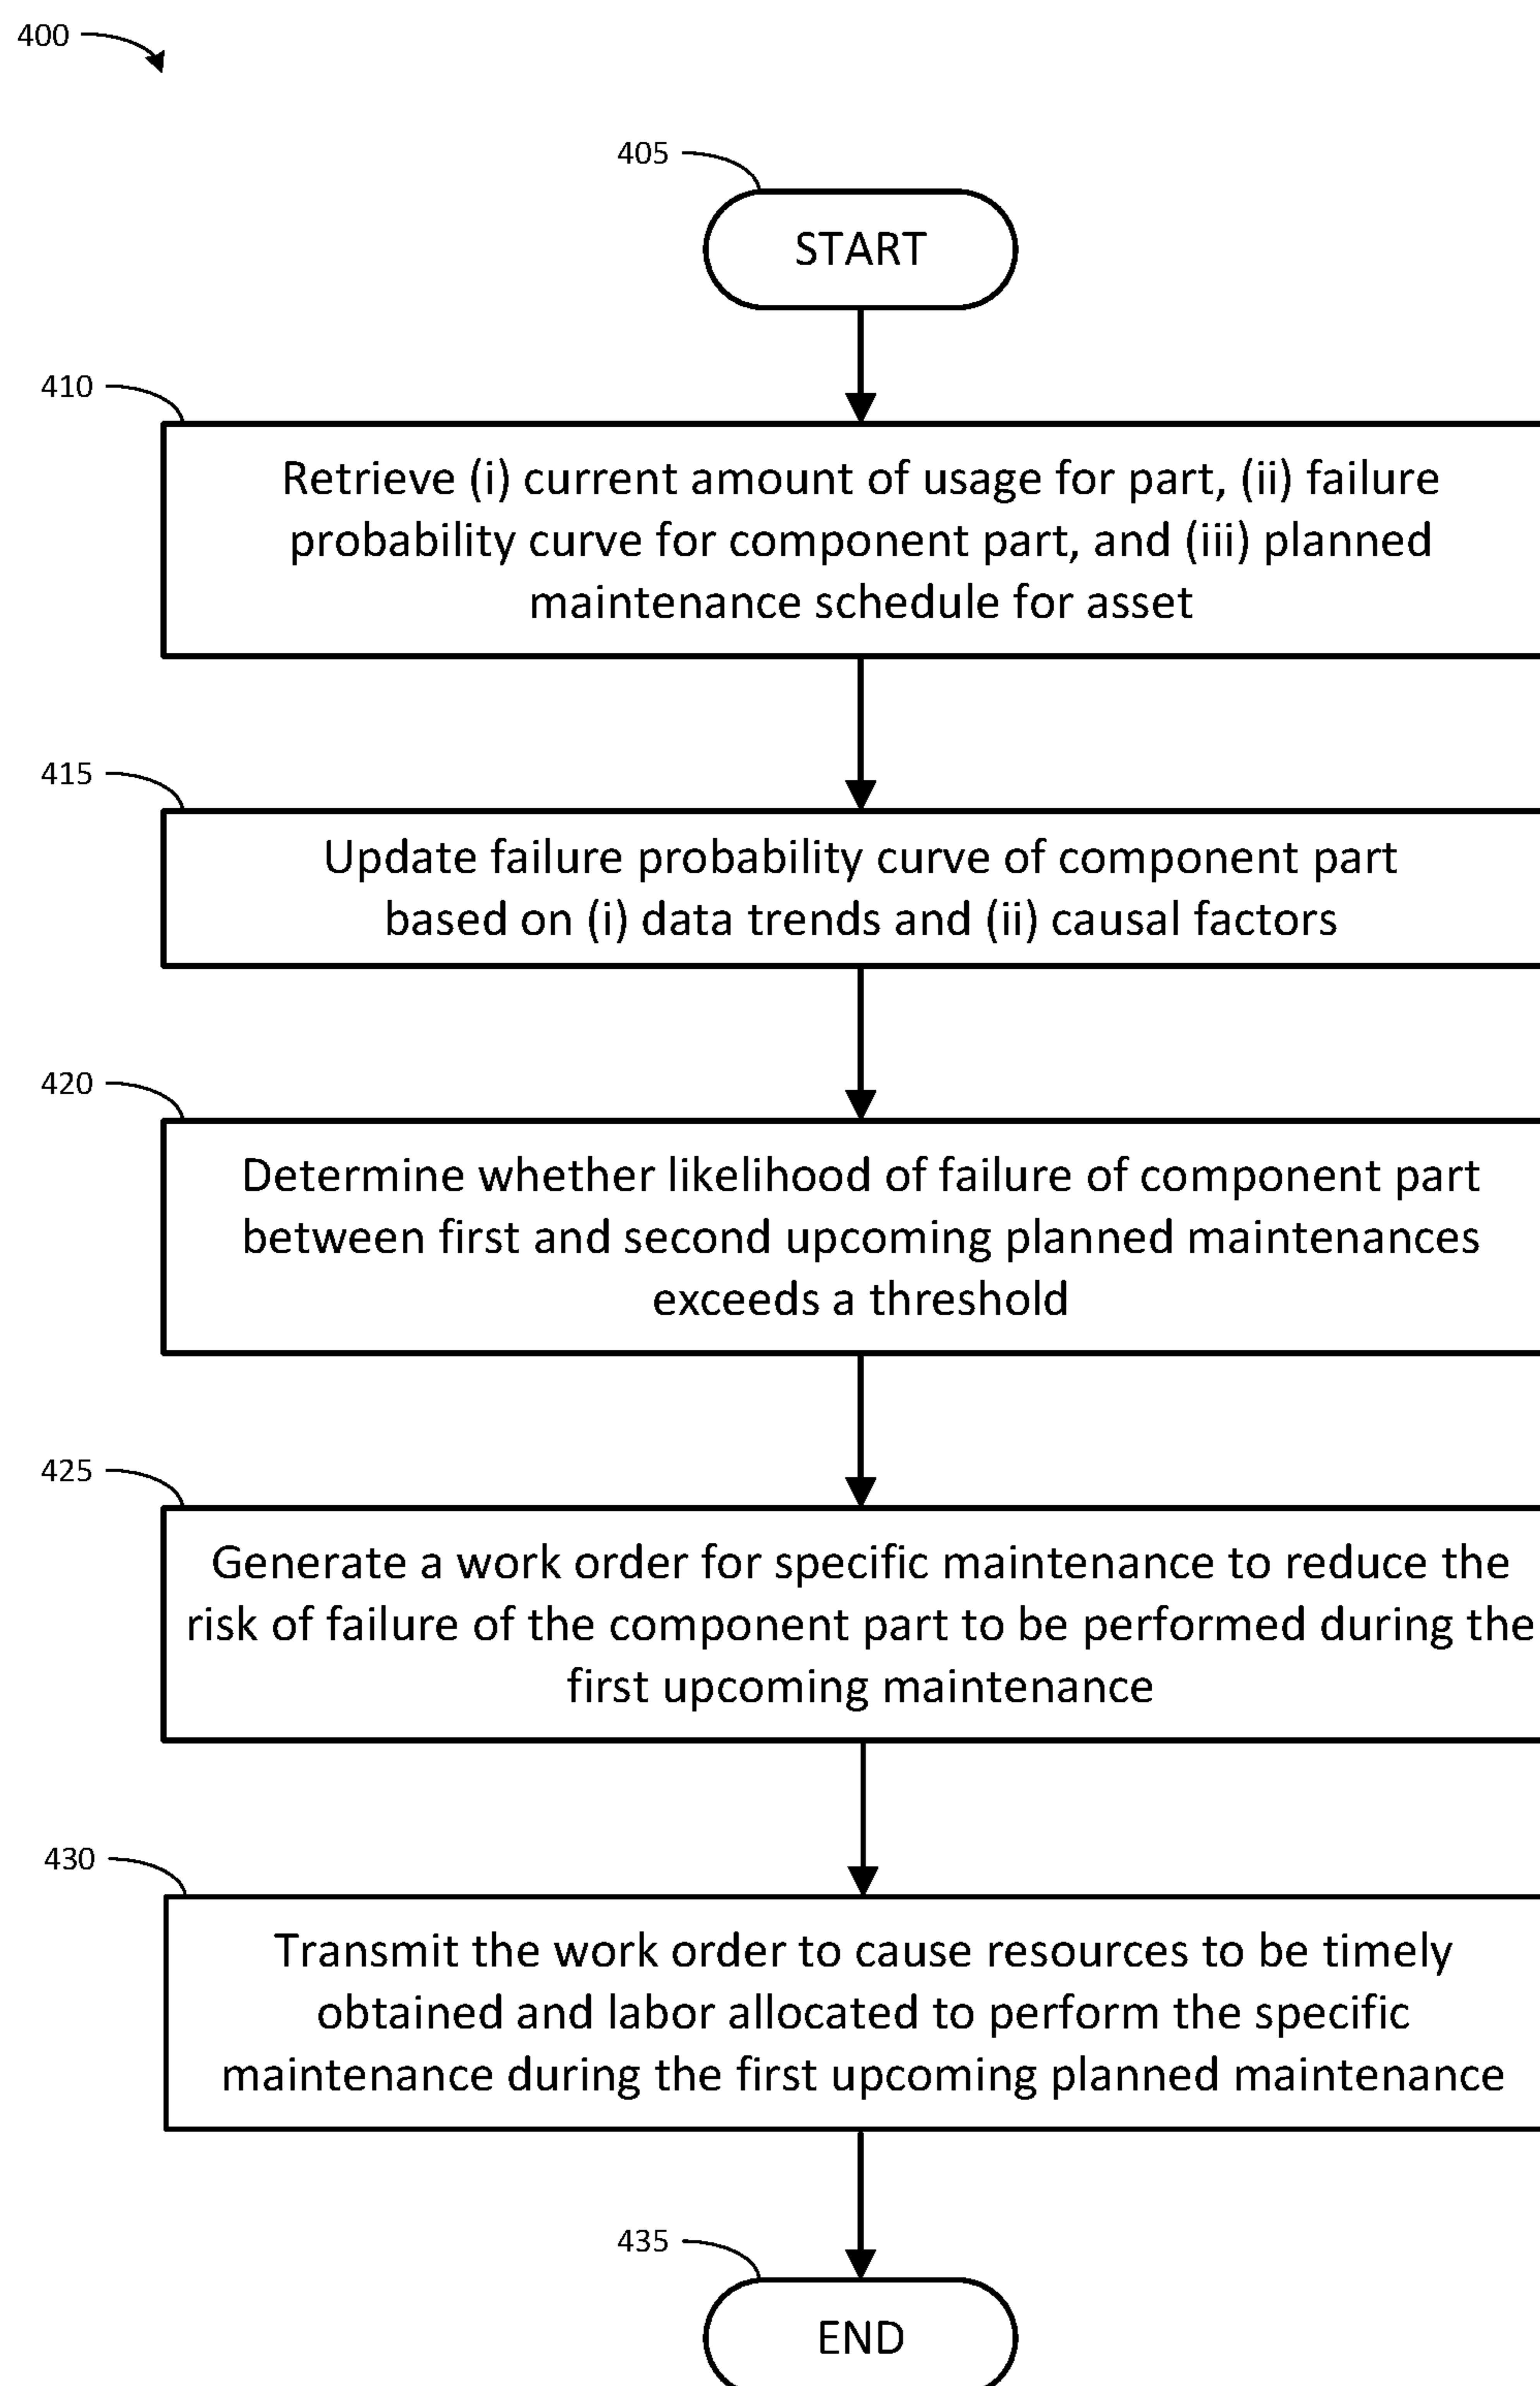 400
405
START
410
Retrieve (i) current amount of usage for part, (ii) failure
probability curve for component part, and (iii) planned
maintenance schedule for asset
415
Update failure probability curve of component part
based on (i) data trends and (ii) causal factors
420
Determine whether likelihood of failure of component part
between first and second upcoming planned maintenances
exceeds a threshold
425
Generate a work order for specific maintenance to reduce the
risk of failure of the component part to be performed during the
first upcoming maintenance
430
Transmit the work order to cause resources to be timely
obtained and labor allocated to perform the specific
maintenance during the first upcoming planned maintenance
435
END